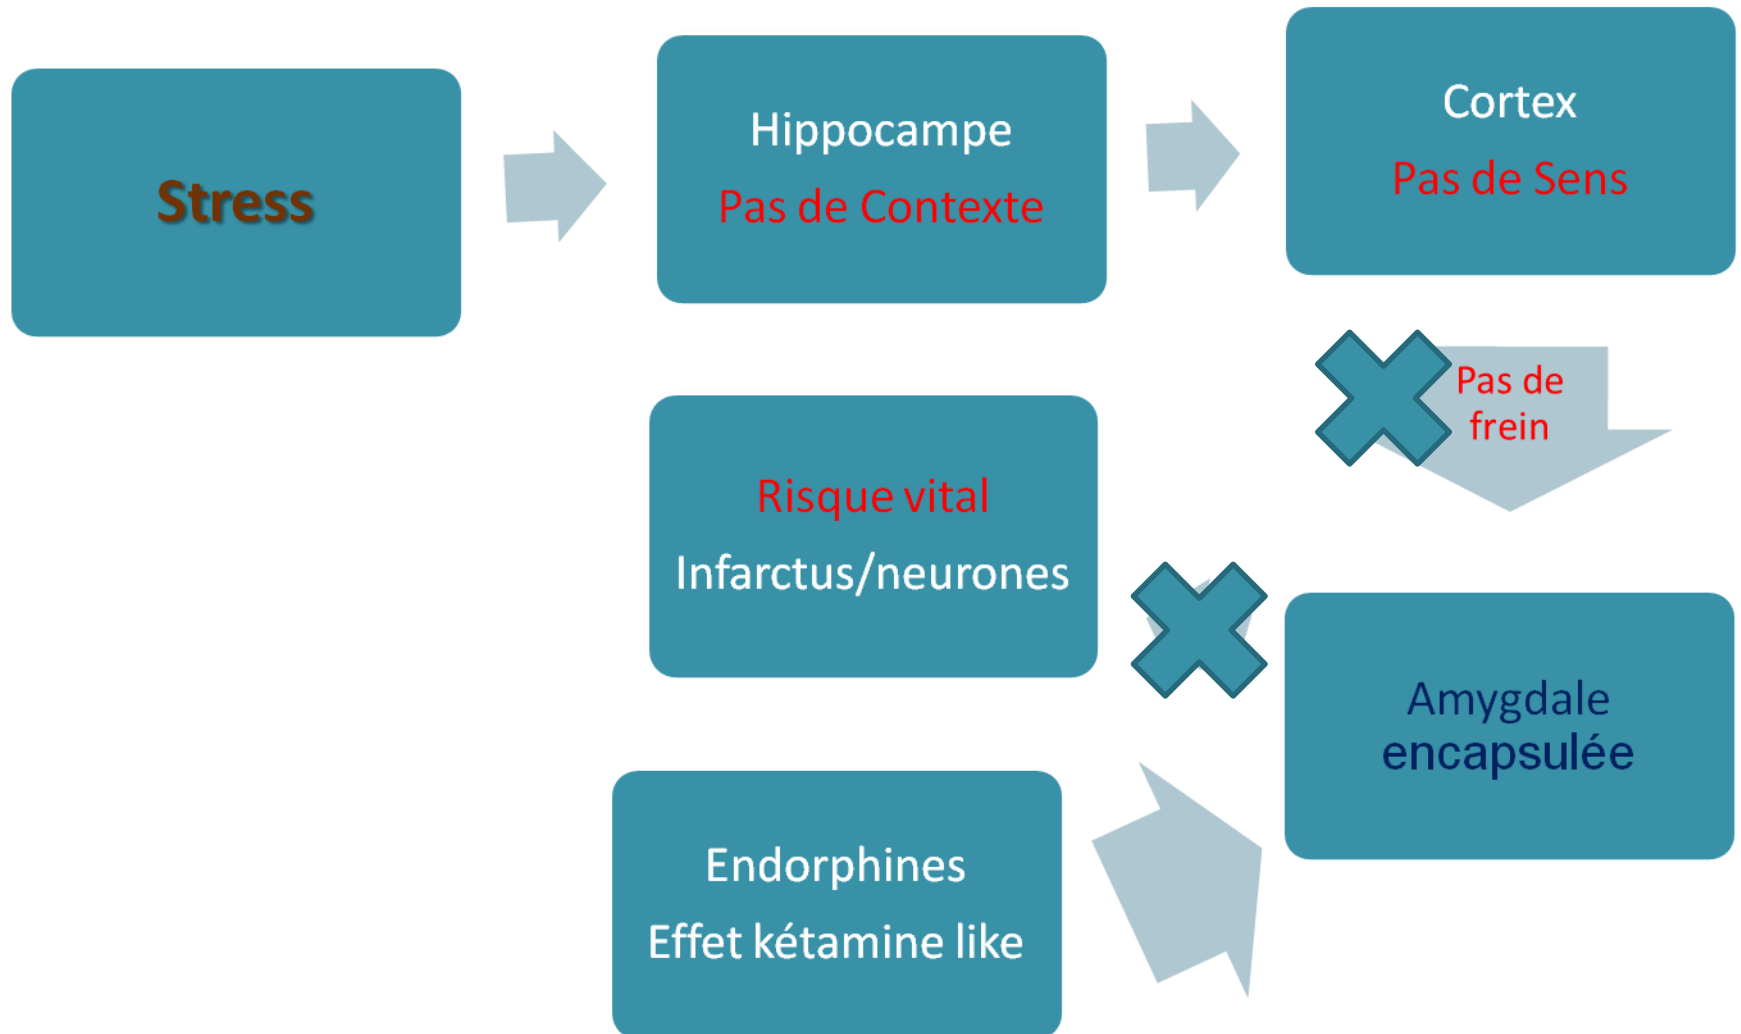 Stress
Hippocampe
Pas de Contexte
Cortex
Pas de Sens
Pas de
frein
Risque vital
Infarctus/neurones
Amygdale
encapsulée
Endorphines
Effet kétamine like